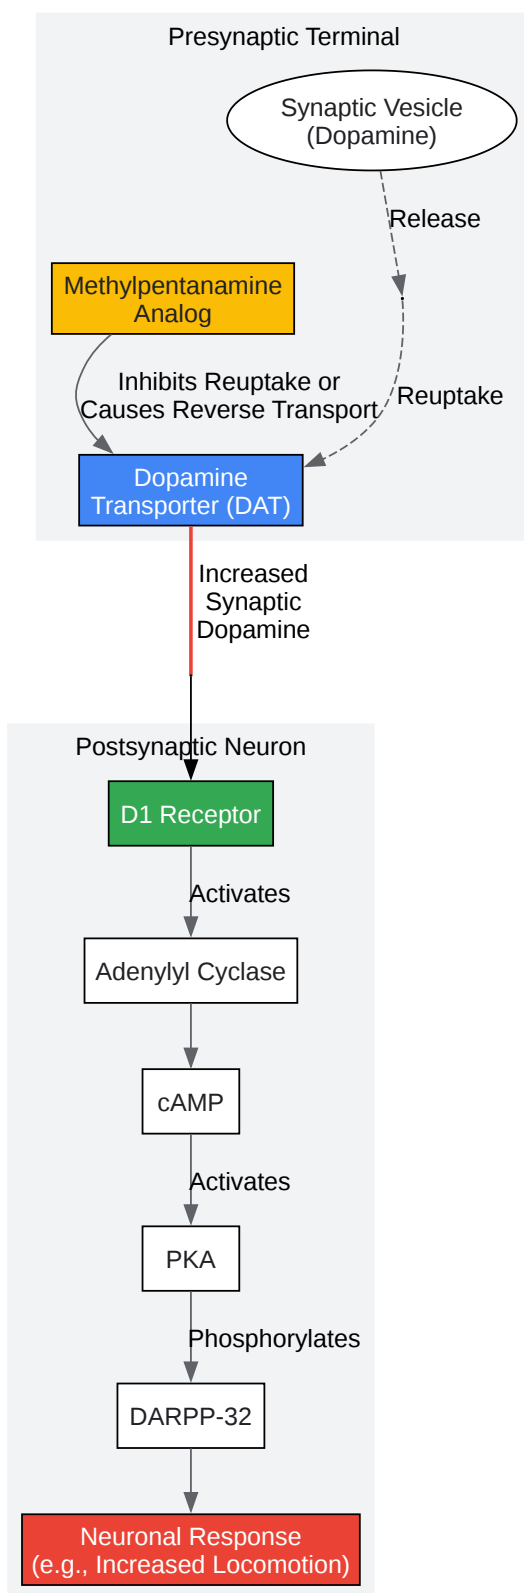 Presynaptic Terminal
Synaptic Vesicle
(Dopamine)
Release
Methylpentanamine
Analog
Inhibits Reuptake or
Causes Reverse Transport
Reuptake
Dopamine
Transporter (DAT)
Increased
Synaptic
Dopamine
Postsynaptic Neuron
D1 Receptor
Activates
Adenylyl Cyclase
cAMP
Activates
PKA
Phosphorylates
DARPP-32
Neuronal Response
(e.g., Increased Locomotion)